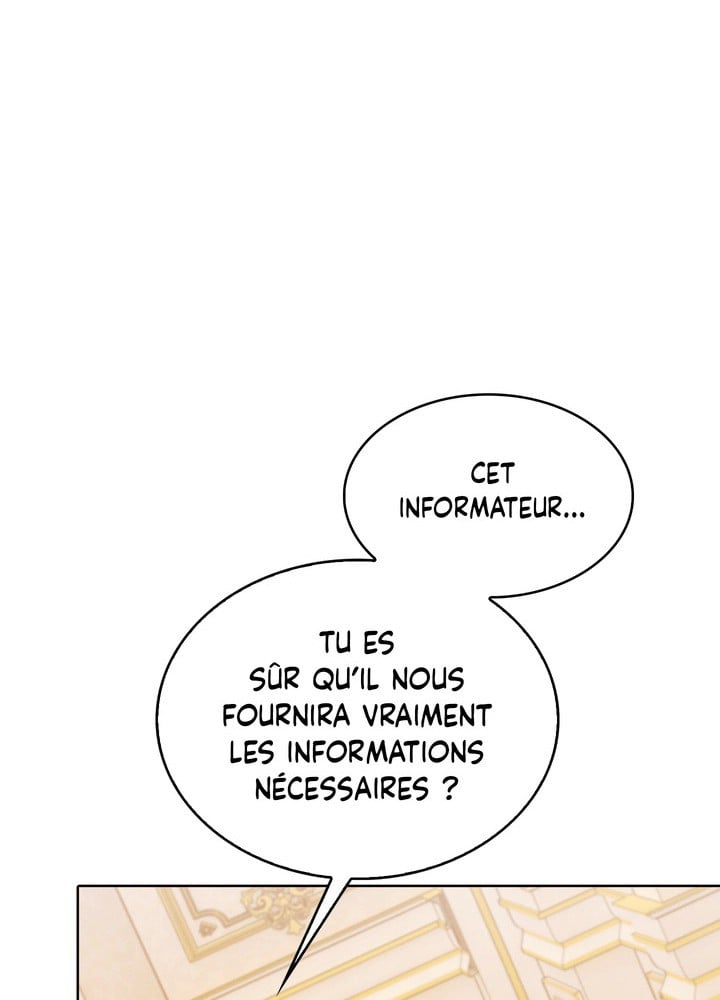 CET
INFORMATEUR...
TU ES
SÛR QU'IL NOUS
FOURNIRA VRAIMENT
LES INFORMATIONS
NÉCESSAIRES ?